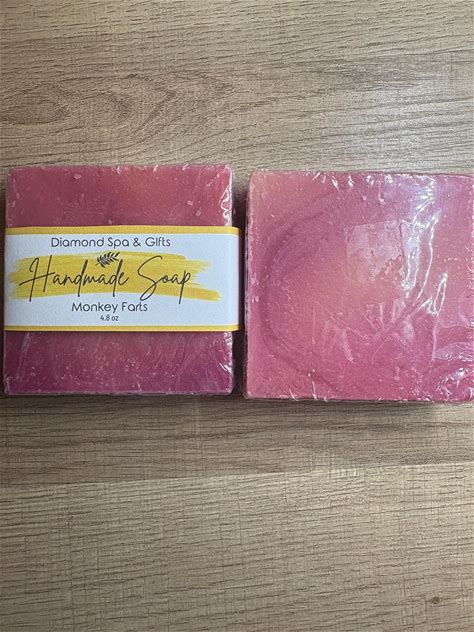 Diamond Spa & GIfts
Handmade Soap
Monkey Farts
4.8 oz